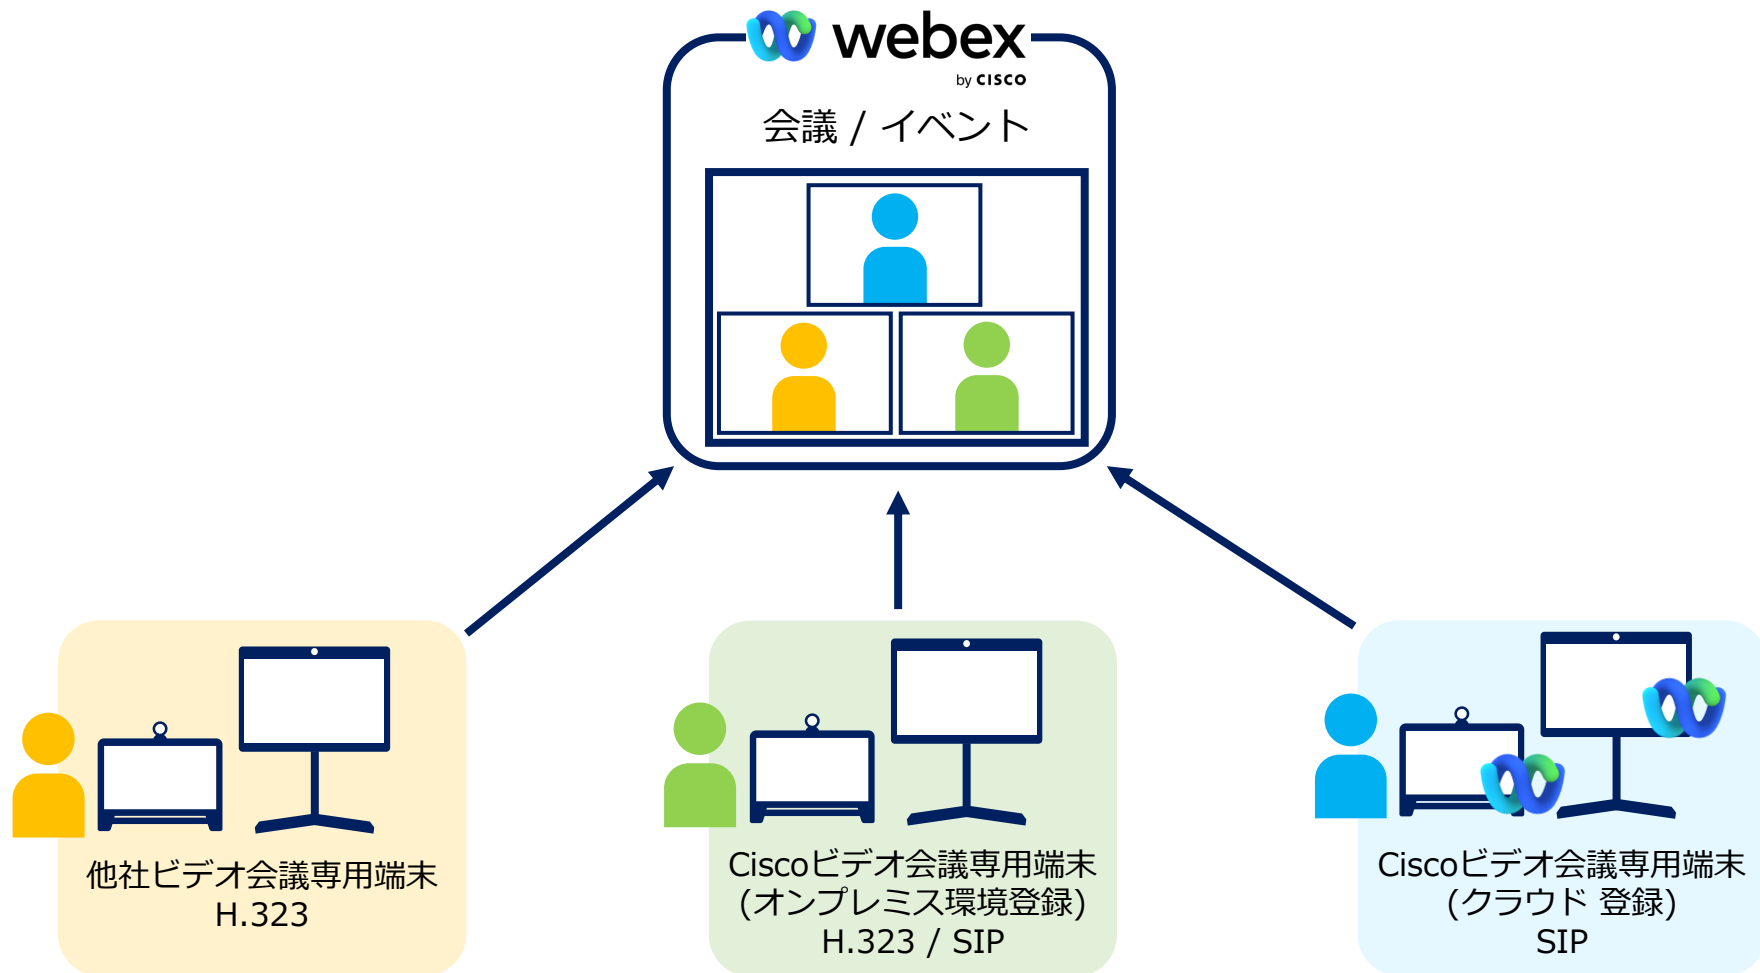 webex
by CISCO
会議 / イベント
他社ビデオ会議専用端末
H.323
Ciscoビデオ会議専用端末
(オンプレミス環境登録)
H.323 / SIP
Ciscoビデオ会議専用端末
(クラウド 登録)
SIP